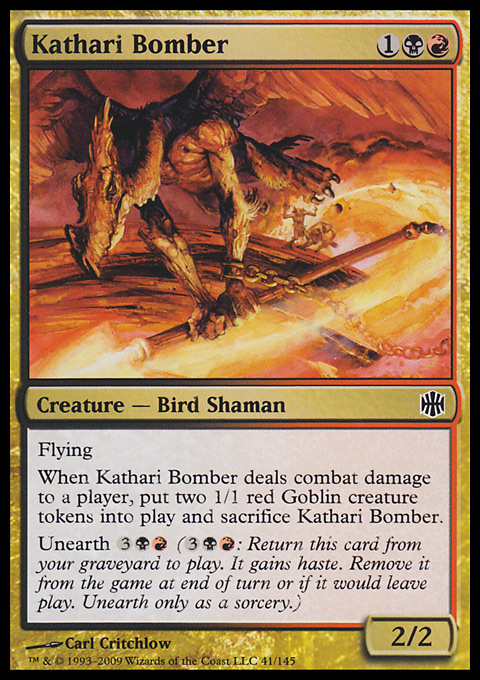 Kathari Bomber 1
Creature — Bird Shaman
Flying
When Kathari Bomber deals combat damage
to a player, put two 1/1 red Goblin creature
tokens into play and sacrifice Kathari Bomber.
Unearth 3 (3 : Return this card from
your graveyard to play. It gains haste. Remove it
from the game at end of turn or if it would leave
play. Unearth only as a sorcery.)
2/2
Carl Critchlow
™ & © 1993–2009 Wizards of the Coast LLC 41/145